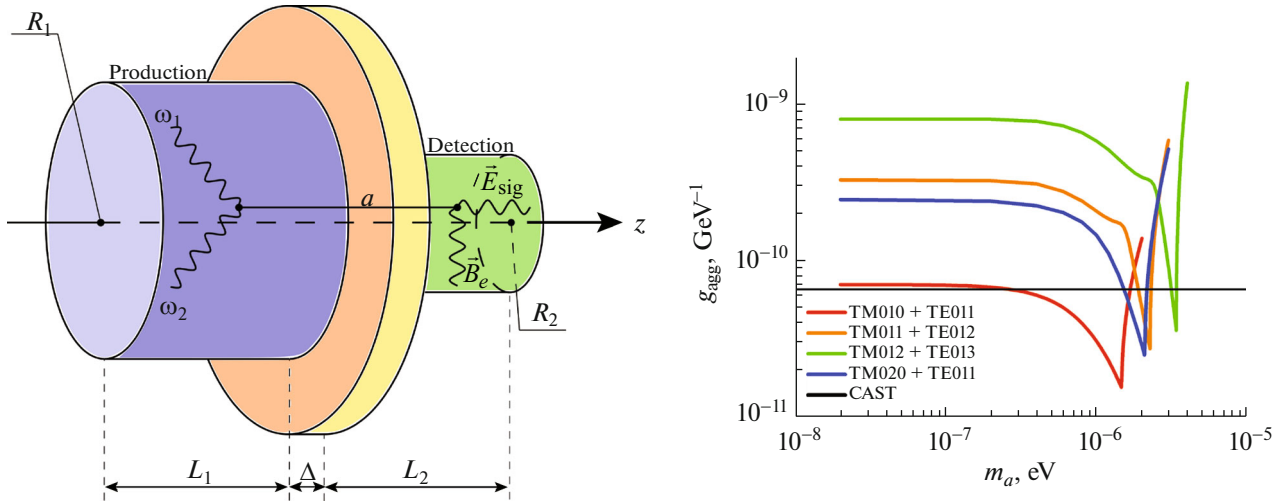 R₁
Production
ω₁
ω₂
a
Detection
E⃗sig
B⃗e
z
R₂
L₁
Δ
L₂
gagg, GeV⁻¹
10⁻⁹
10⁻¹⁰
10⁻¹¹
TM010 + TE011
TM011 + TE012
TM012 + TE013
TM020 + TE011
CAST
10⁻⁸
10⁻⁷
10⁻⁶
10⁻⁵
mₐ, eV